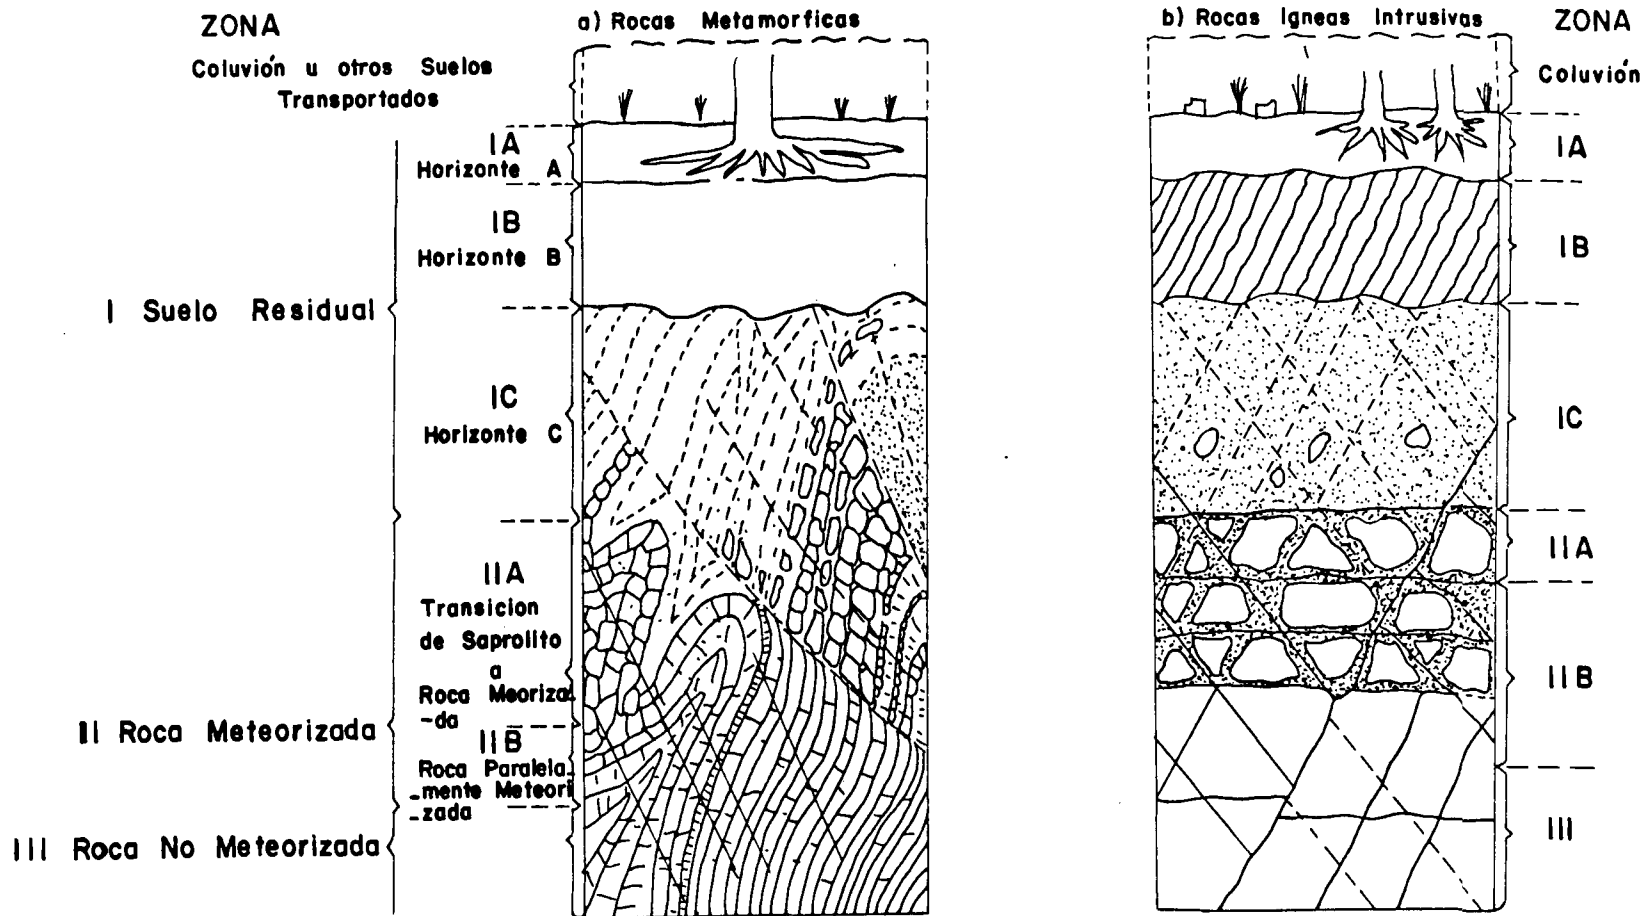 ZONA
a) Rocas Metamorficas
b) Rocas Igneas Intrusivas
ZONA
Coluvión u otros Suelos
Transportados
Coluvión
IA
Horizonte A
IA
IB
Horizonte B
IB
I Suelo Residual
IC
Horizonte C
IC
IIA
Transicion
de Saprolito
a
Roca Meoriza
-da
IIA
II Roca Meteorizada
IIB
Roca Paralela_
_mente Meteori
_zada
IIB
III Roca No Meteorizada
III